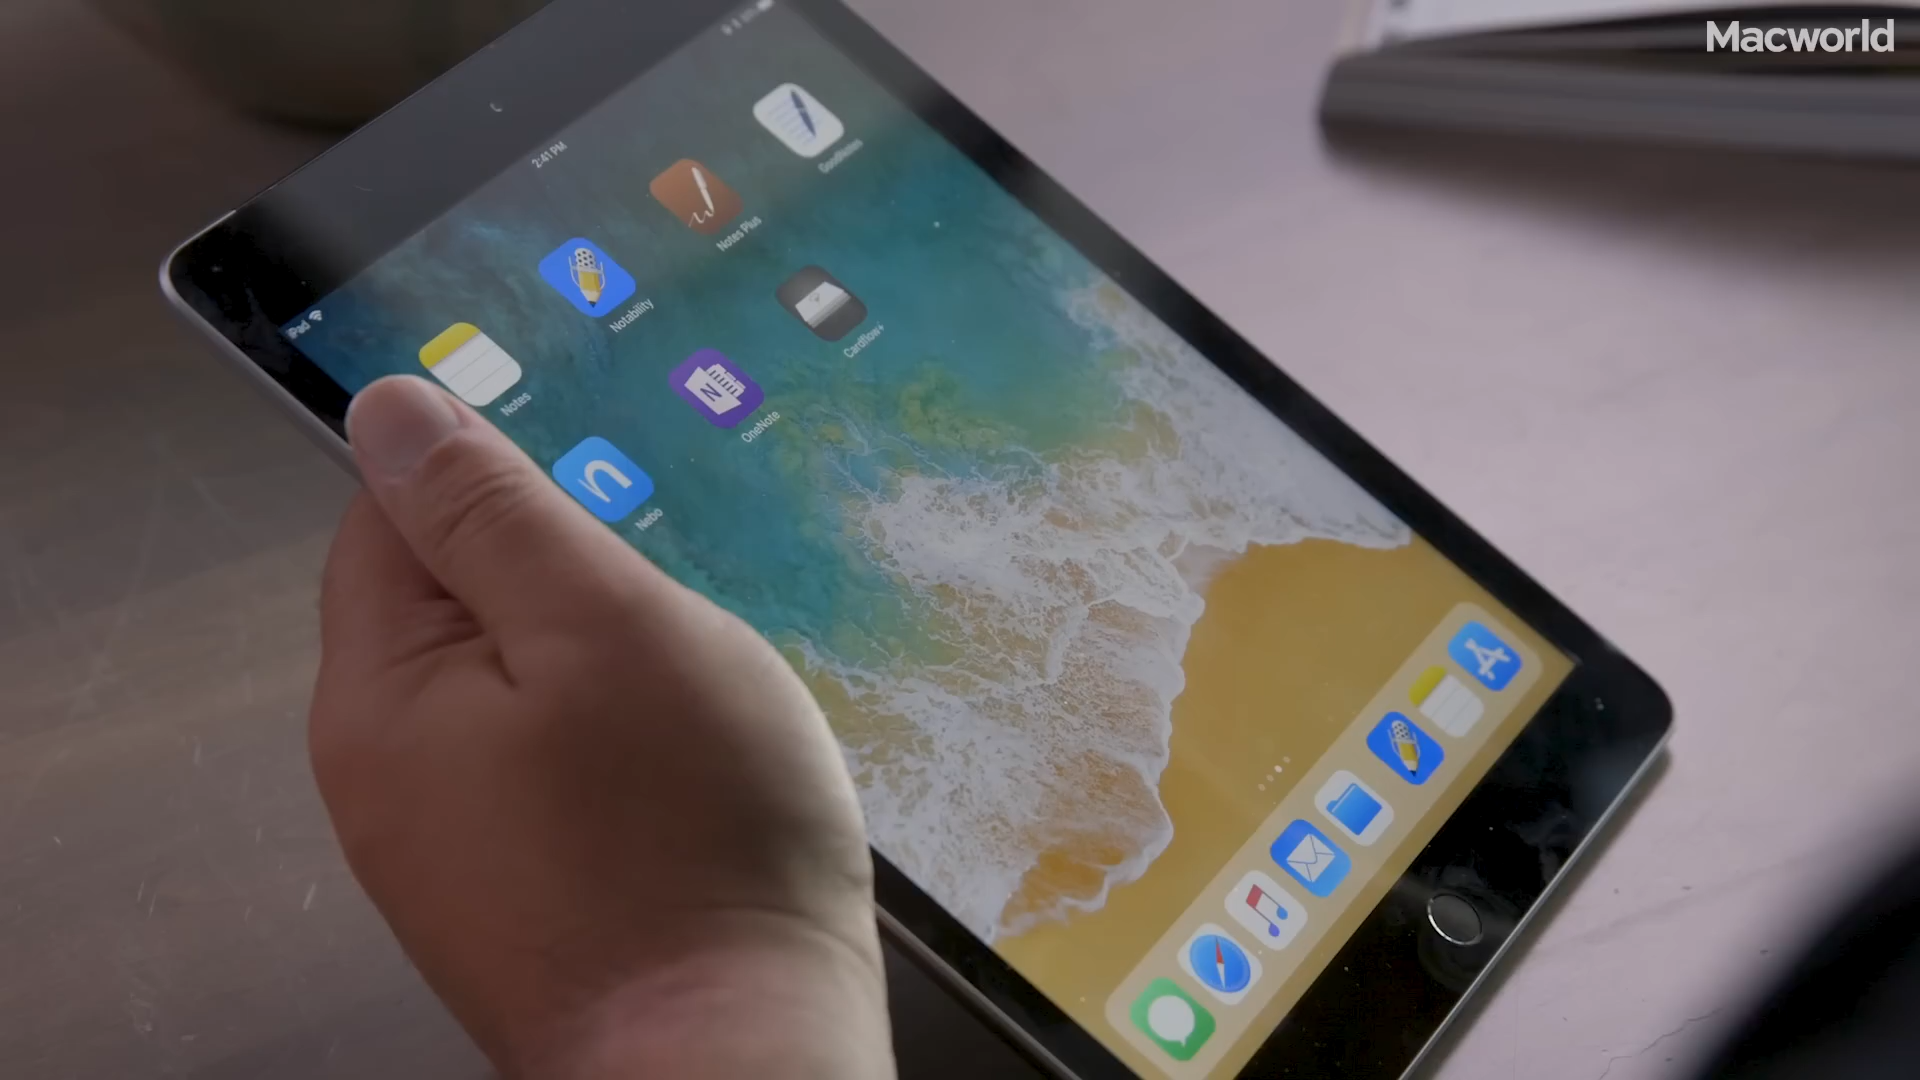 Macworld
iPad
2:41 PM
Notes
Notability
Notes Plus
GoodNotes
Nebo
OneNote
Cardflow+